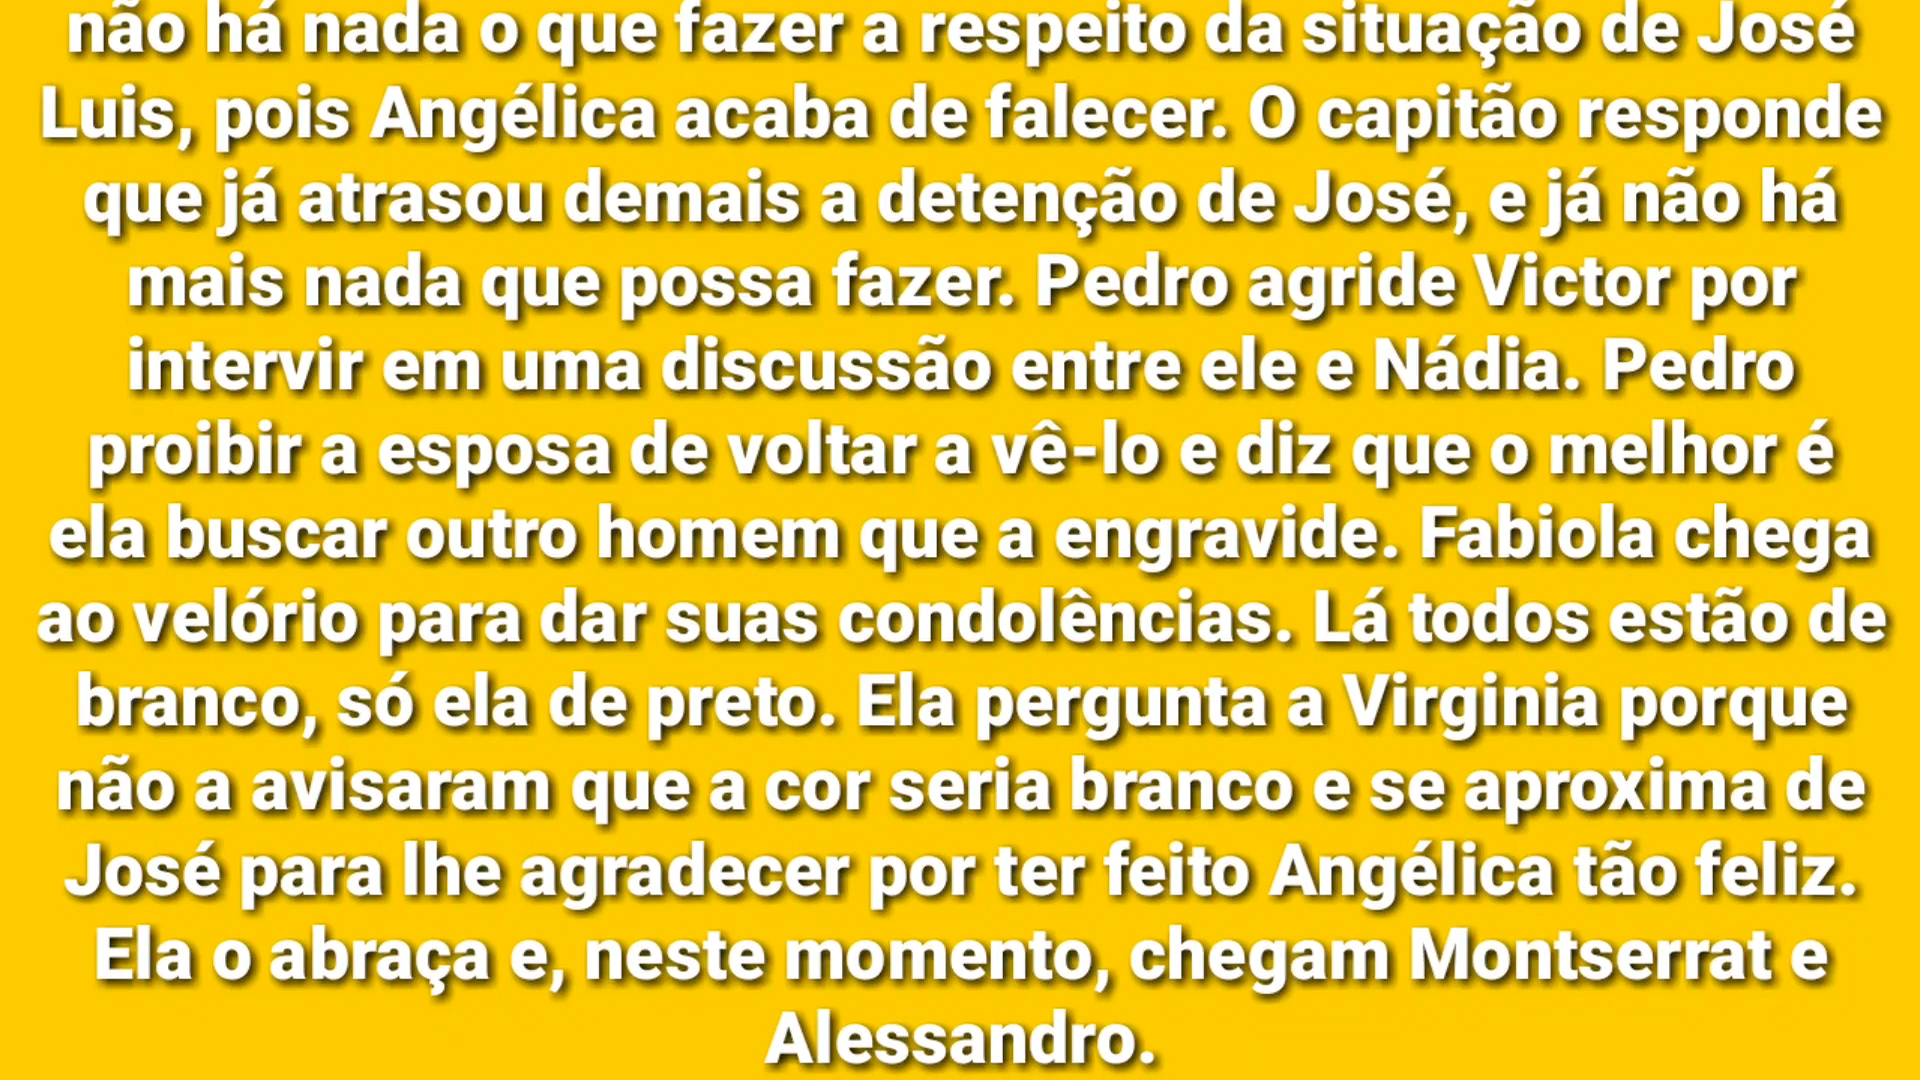 não há nada o que fazer a respeito da situação de José
Luis, pois Angélica acaba de falecer. O capitão responde
que já atrasou demais a detenção de José, e já não há
mais nada que possa fazer. Pedro agride Victor por
intervir em uma discussão entre ele e Nádia. Pedro
proibir a esposa de voltar a vê-lo e diz que o melhor é
ela buscar outro homem que a engravide. Fabiola chega
ao velório para dar suas condolências. Lá todos estão de
branco, só ela de preto. Ela pergunta a Virginia porque
não a avisaram que a cor seria branco e se aproxima de
José para lhe agradecer por ter feito Angélica tão feliz.
Ela o abraça e, neste momento, chegam Montserrat e
Alessandro.